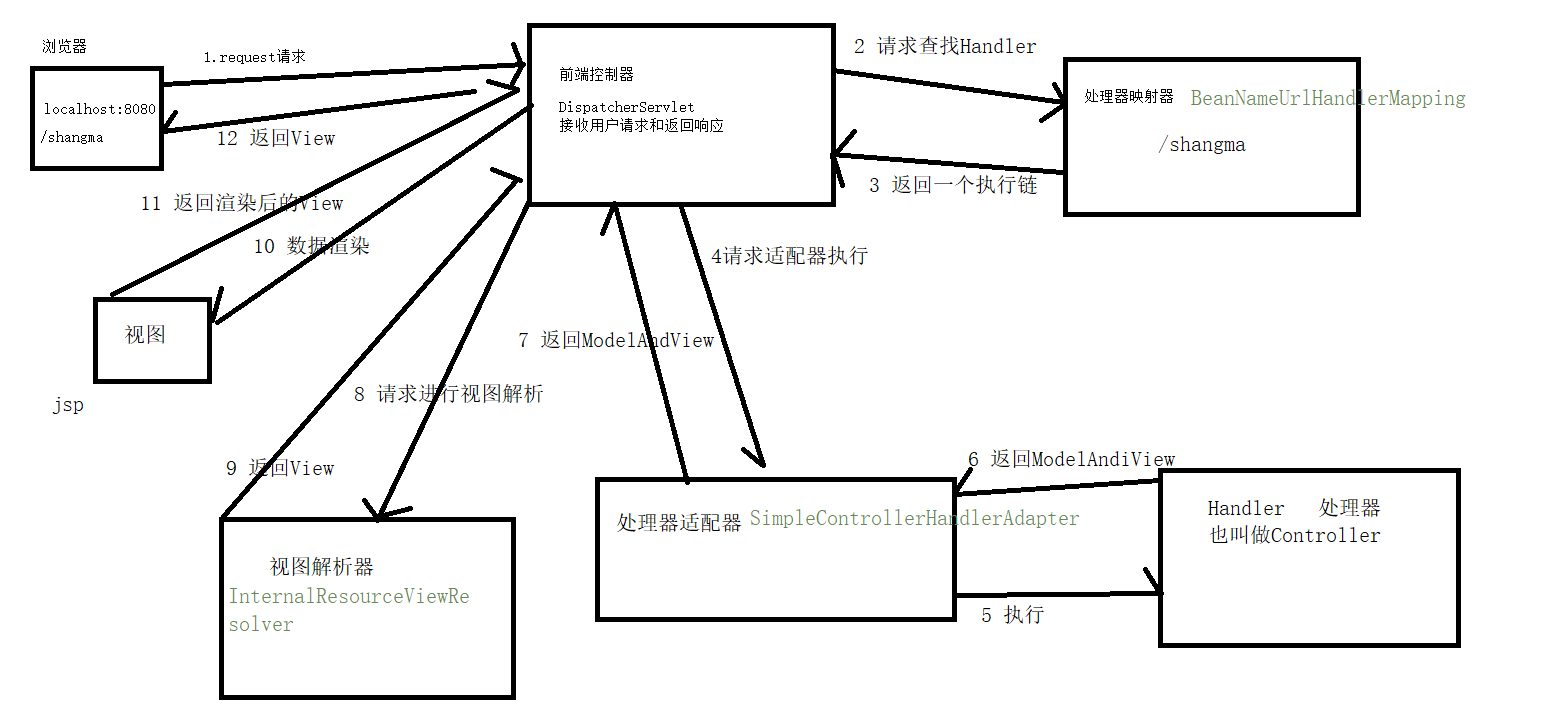 浏览器
localhost:8080
/shangma
1.request请求
12 返回View
前端控制器
DispatcherServlet
接收用户请求和返回响应
2 请求查找Handler
处理器映射器 BeanNameUrlHandlerMapping
/shangma
3 返回一个执行链
11 返回渲染后的View
10 数据渲染
4请求适配器执行
视图
jsp
7 返回ModelAndView
8 请求进行视图解析
9 返回View
6 返回ModelAndiView
处理器适配器 SimpleControllerHandlerAdapter
Handler 处理器
也叫做Controller
5 执行
视图解析器
InternalResourceViewRe
solver